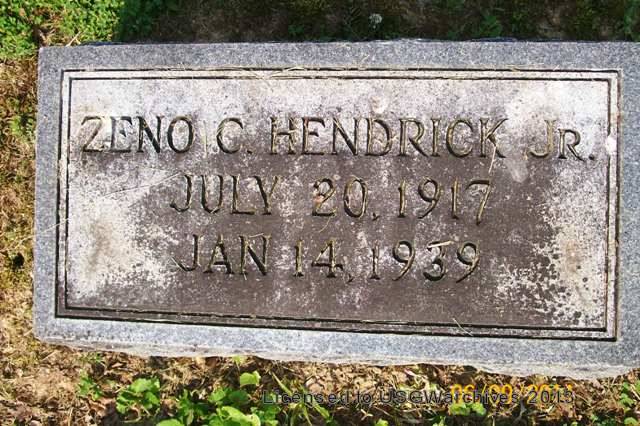 ZENO C. HENDRICK JR.
JULY 20, 1917
JAN 14, 1939
Licensed to USGWarchives 2013